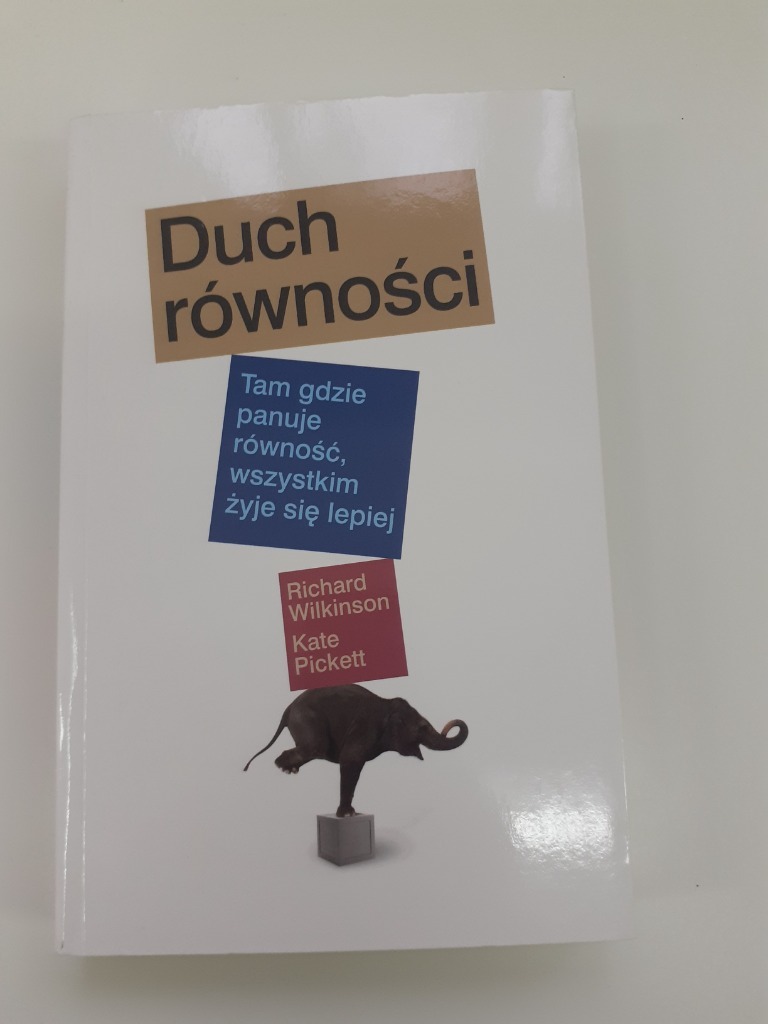 Duch
równości
Tam gdzie
panuje
równość,
wszystkim
żyje się lepiej
Richard
Wilkinson
Kate
Pickett